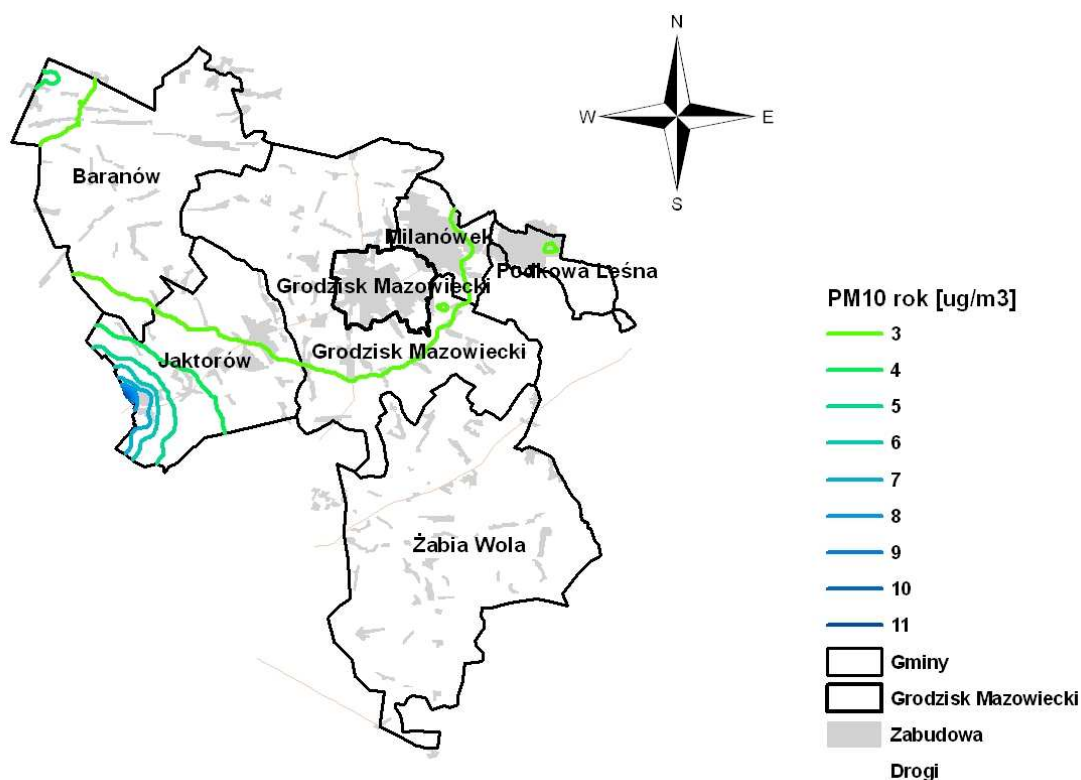 N
W
E
S
Baranów
Milanówek
Podkowa Leśna
Grodzisk Mazowiecki
Grodzisk Mazowiecki
Jaktorów
Żabia Wola
PM10 rok [ug/m3]
3
4
5
6
7
8
9
10
11
Gminy
Grodzisk Mazowiecki
Zabudowa
Drogi